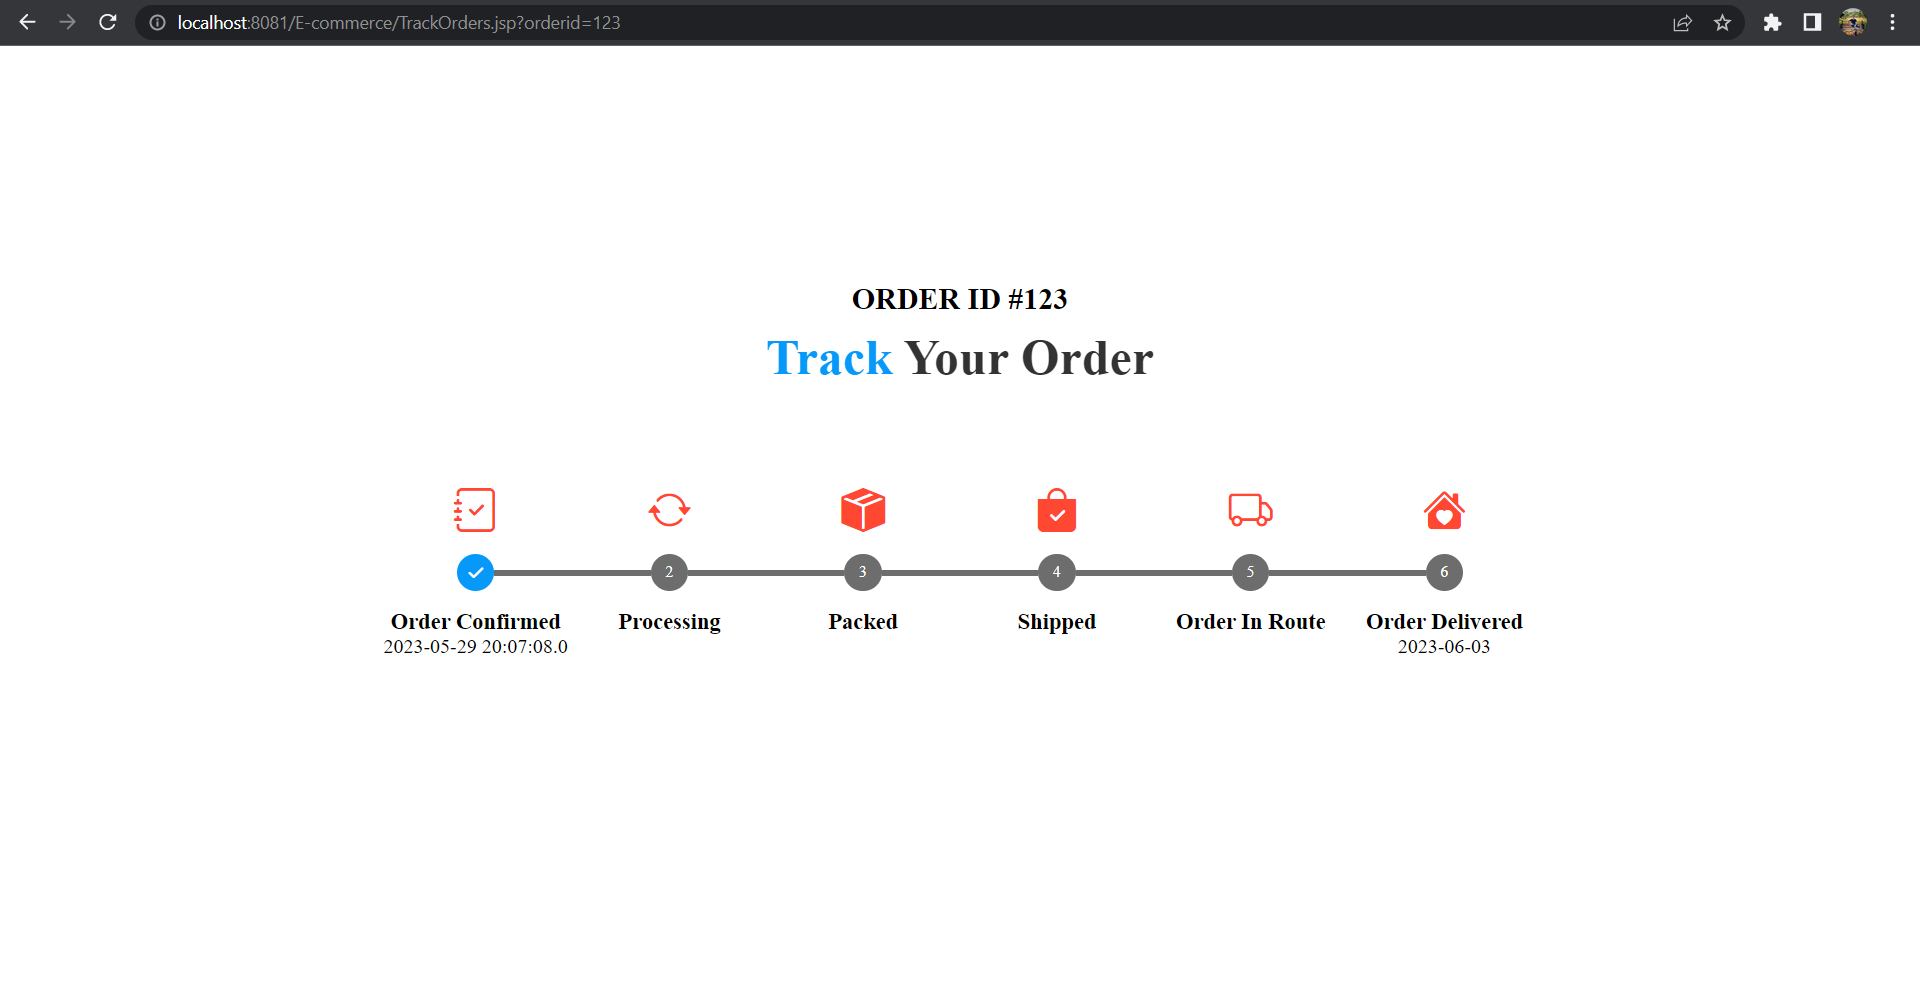 localhost:8081/E-commerce/TrackOrders.jsp?orderid=123
ORDER ID #123
Track Your Order
2 3 4 5 6
Order Confirmed Processing Packed Shipped Order In Route Order Delivered
2023-05-29 20:07:08.0 2023-06-03